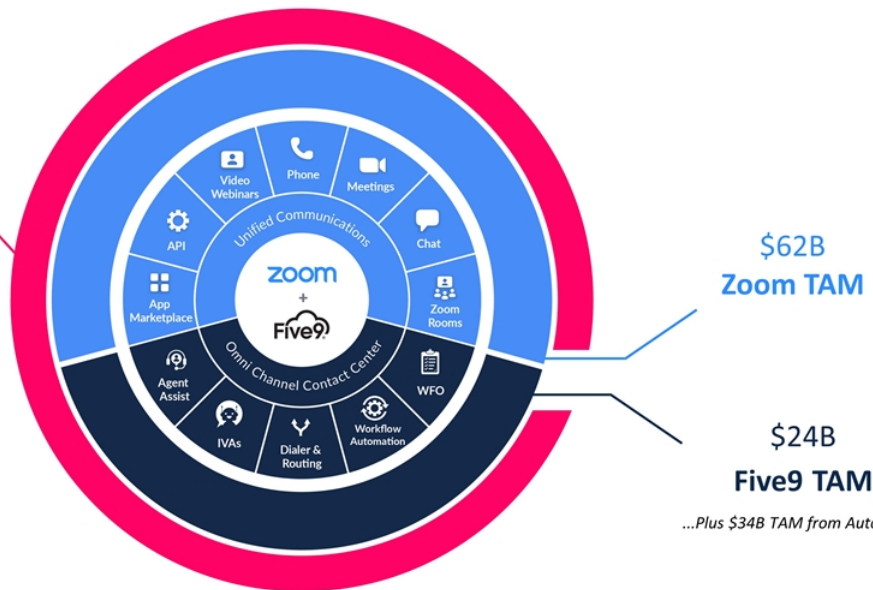 Phone
Video
Webinars
Meetings
API
Chat
App
Marketplace
Zoom
Rooms
Unified Communications
zoom
+
Five9
Omni Channel Contact Center
Agent
Assist
WFO
IVAs
Dialer &
Routing
Workflow
Automation
$62B
Zoom TAM
$24B
Five9 TAM
...Plus $34B TAM from